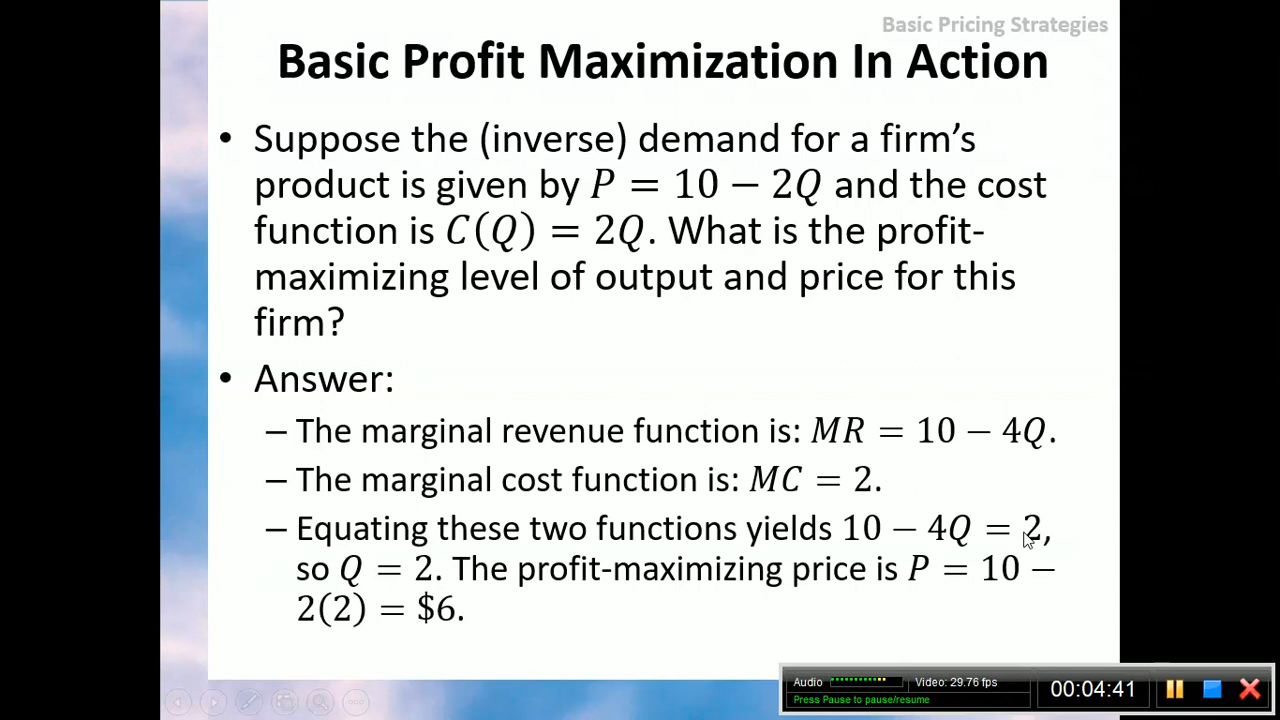 Basic Pricing Strategies
Basic Profit Maximization In Action
• Suppose the (inverse) demand for a firm's
product is given by P = 10 − 2Q and the cost
function is C(Q) = 2Q. What is the profit-
maximizing level of output and price for this
firm?
• Answer:
– The marginal revenue function is: MR = 10 − 4Q.
– The marginal cost function is: MC = 2.
– Equating these two functions yields 10 − 4Q = 2,
so Q = 2. The profit-maximizing price is P = 10 −
2(2) = $6.
Audio
Video: 29.76 fps
Press Pause to pause/resume
00:04:41